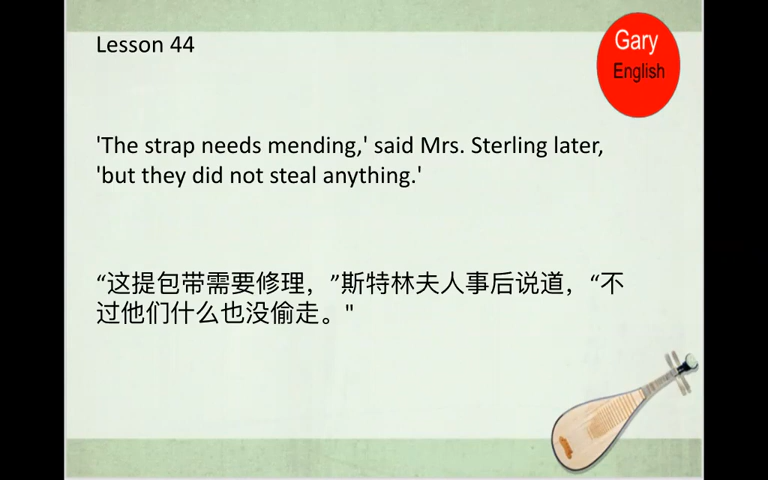 Lesson 44
Gary
English
'The strap needs mending,' said Mrs. Sterling later,
'but they did not steal anything.'
“这提包带需要修理，”斯特林夫人事后说道，“不
过他们什么也没偷走。"